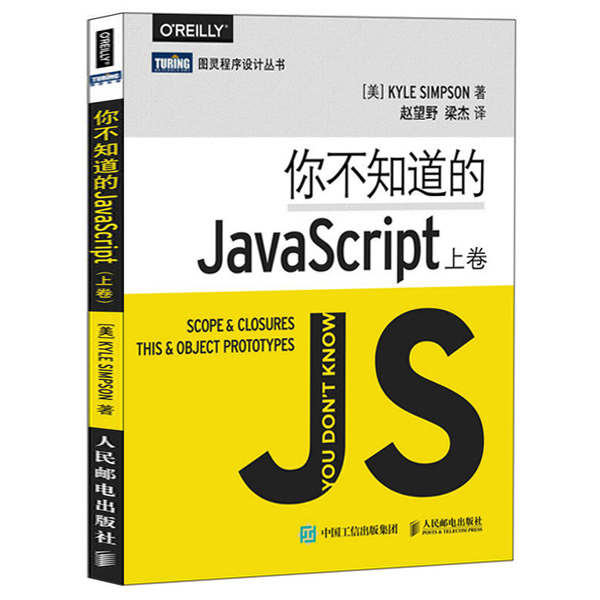 O'REILLY®
TURING 图灵程序设计丛书
[美] KYLE SIMPSON 著
赵望野 梁杰 译
你不知道的
JavaScript 上卷
SCOPE & CLOSURES
THIS & OBJECT PROTOTYPES
YOU DON'T KNOW
JS
中国工信出版集团
人民邮电出版社
POSTS & TELECOM PRESS
O'REILLY®
TURING
你不知道的JavaScript（上卷）
[美] KYLE SIMPSON 著
人民邮电出版社